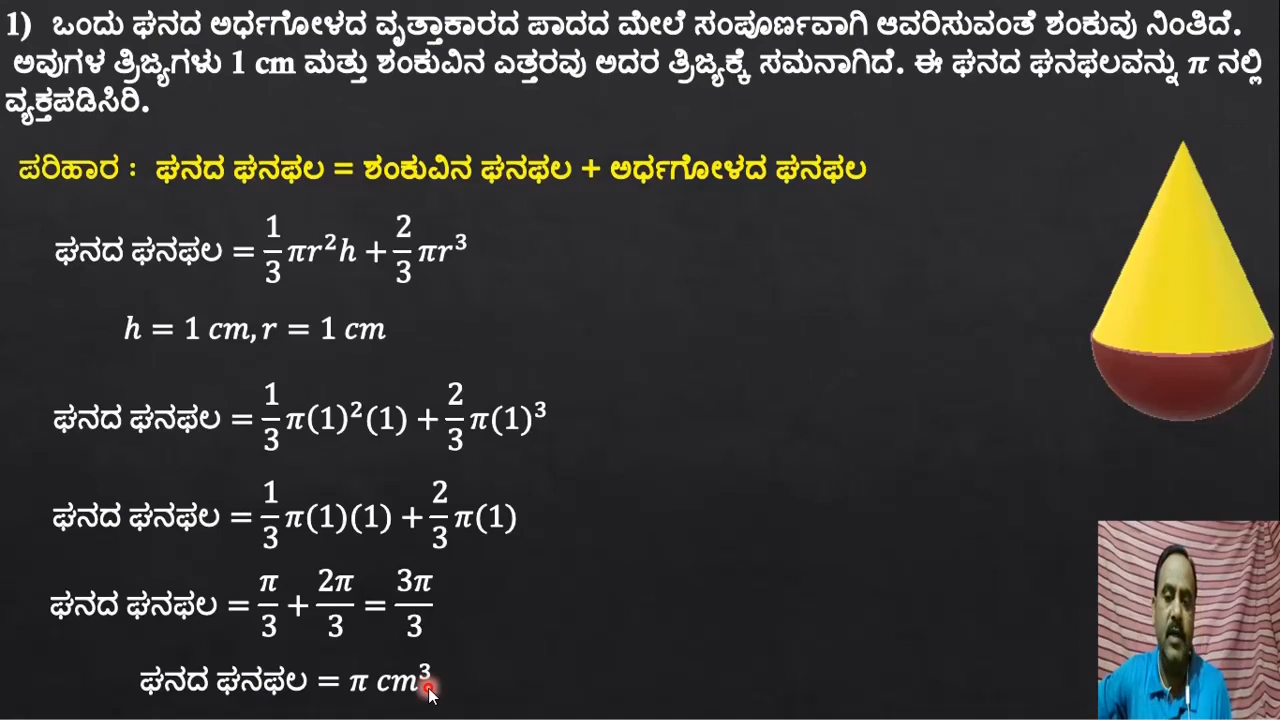 1) ಒಂದು ಘನದ ಅರ್ಧಗೋಳದ ವೃತ್ತಾಕಾರದ ಪಾದದ ಮೇಲೆ ಸಂಪೂರ್ಣವಾಗಿ ಆವರಿಸುವಂತೆ ಶಂಕುವು ನಿಂತಿದೆ.
ಅವುಗಳ ತ್ರಿಜ್ಯಗಳು 1 cm ಮತ್ತು ಶಂಕುವಿನ ಎತ್ತರವು ಅದರ ತ್ರಿಜ್ಯಕ್ಕೆ ಸಮನಾಗಿದೆ. ಈ ಘನದ ಘನಫಲವನ್ನು π ನಲ್ಲಿ
ವ್ಯಕ್ತಪಡಿಸಿರಿ.
ಪರಿಹಾರ : ಘನದ ಘನಫಲ = ಶಂಕುವಿನ ಘನಫಲ + ಅರ್ಧಗೋಳದ ಘನಫಲ
ಘನದ ಘನಫಲ = 1/3 πr²h + 2/3 πr³
h = 1 cm, r = 1 cm
ಘನದ ಘನಫಲ = 1/3 π(1)²(1) + 2/3 π(1)³
ಘನದ ಘನಫಲ = 1/3 π(1)(1) + 2/3 π(1)
ಘನದ ಘನಫಲ = π/3 + 2π/3 = 3π/3
ಘನದ ಘನಫಲ = π cm³